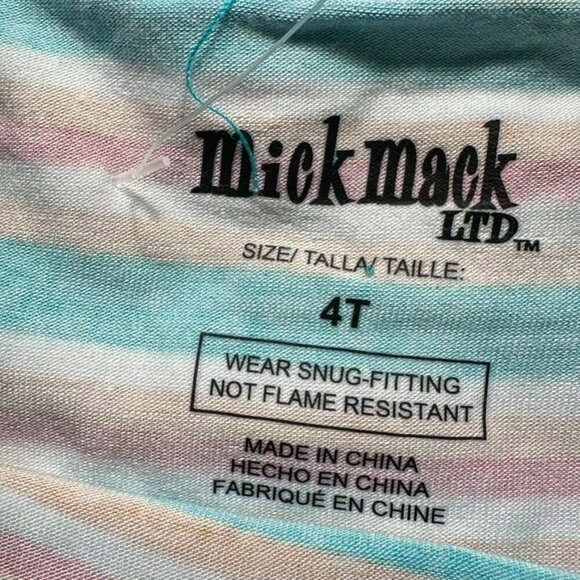 mick mack
LTD™
SIZE/ TALLA/ TAILLE:
4T
WEAR SNUG-FITTING
NOT FLAME RESISTANT
MADE IN CHINA
HECHO EN CHINA
FABRIQUÉ EN CHINE